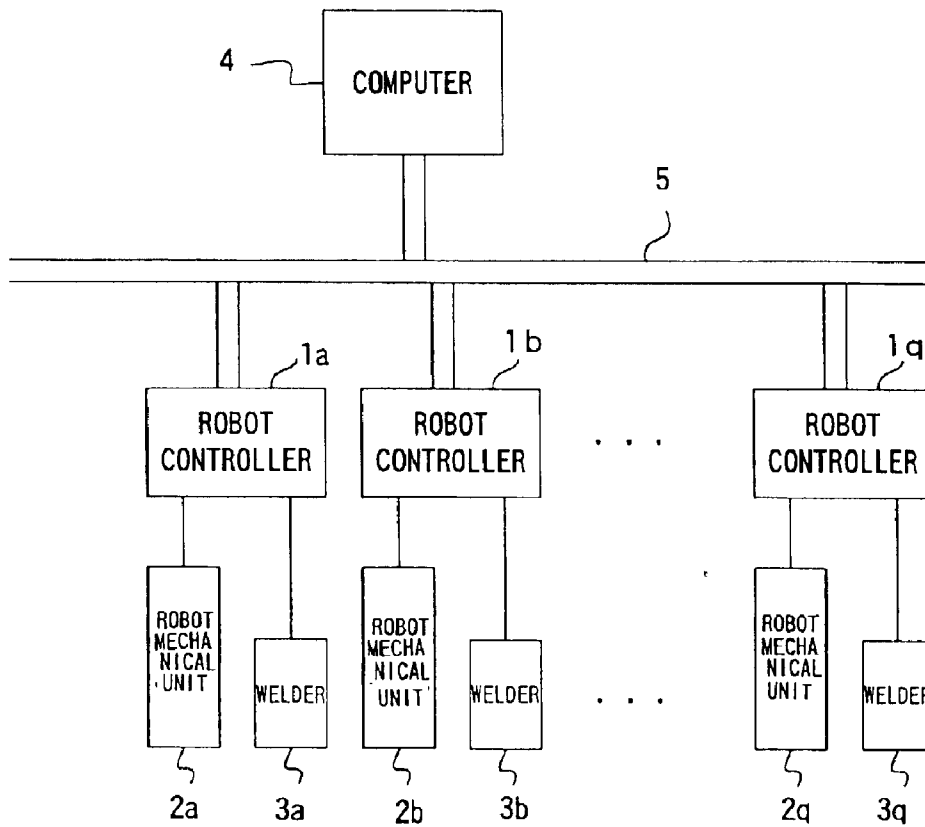 4
COMPUTER
5
1a
1b
1q
ROBOT
CONTROLLER
ROBOT
CONTROLLER
. . .
ROBOT
CONTROLLER
ROBOT
MECHA
NICAL
UNIT
WELDER
ROBOT
MECHA
NICAL
UNIT
WELDER
. . .
ROBOT
MECHA
NICAL
UNIT
WELDER
2a
3a
2b
3b
2q
3q